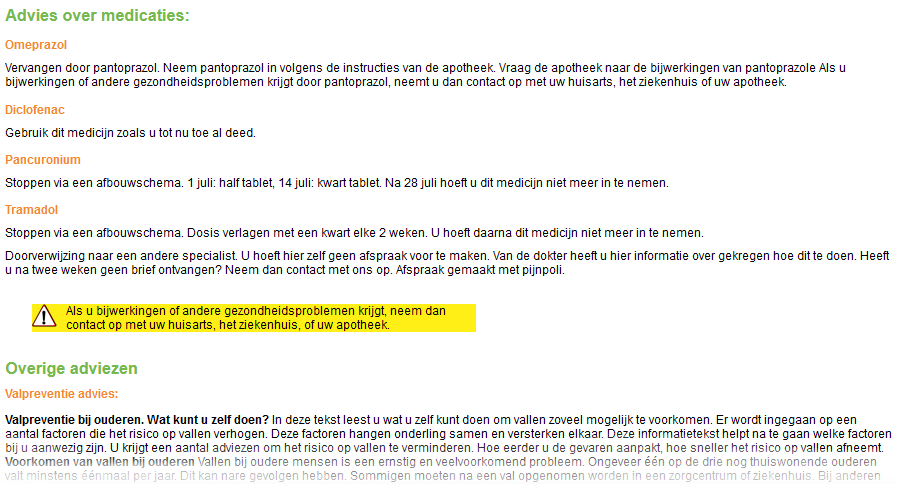 Advies over medicaties:
Omeprazol
Vervangen door pantoprazol. Neem pantoprazol in volgens de instructies van de apotheek. Vraag de apotheek naar de bijwerkingen van pantoprazole Als u
bijwerkingen of andere gezondheidsproblemen krijgt door pantoprazol, neemt u dan contact op met uw huisarts, het ziekenhuis of uw apotheek.
Diclofenac
Gebruik dit medicijn zoals u tot nu toe al deed.
Pancuronium
Stoppen via een afbouwschema. 1 juli: half tablet, 14 juli: kwart tablet. Na 28 juli hoeft u dit medicijn niet meer in te nemen.
Tramadol
Stoppen via een afbouwschema. Dosis verlagen met een kwart elke 2 weken. U hoeft daarna dit medicijn niet meer in te nemen.
Doorverwijzing naar een andere specialist. U hoeft hier zelf geen afspraak voor te maken. Van de dokter heeft u hier informatie over gekregen hoe dit te doen. Heeft
u na twee weken geen brief ontvangen? Neem dan contact met ons op. Afspraak gemaakt met pijnpoli.
Als u bijwerkingen of andere gezondheidsproblemen krijgt, neem dan
contact op met uw huisarts, het ziekenhuis, of uw apotheek.
Overige adviezen
Valpreventie advies:
Valpreventie bij ouderen. Wat kunt u zelf doen? In deze tekst leest u wat u zelf kunt doen om vallen zoveel mogelijk te voorkomen. Er wordt ingegaan op een
aantal factoren die het risico op vallen verhogen. Deze factoren hangen onderling samen en versterken elkaar. Deze informatietekst helpt na te gaan welke factoren
bij u aanwezig zijn. U krijgt een aantal adviezen om het risico op vallen te verminderen. Hoe eerder u de gevaren aanpakt, hoe sneller het risico op vallen afneemt.
Voorkomen van vallen bij ouderen Vallen bij oudere mensen is een ernstig en veelvoorkomend probleem. Ongeveer één op de drie nog thuiswonende ouderen
valt minstens éénmaal per jaar. Dit kan nare gevolgen hebben. Sommigen moeten na een val opgenomen worden in een zorgcentrum of ziekenhuis. Bij anderen